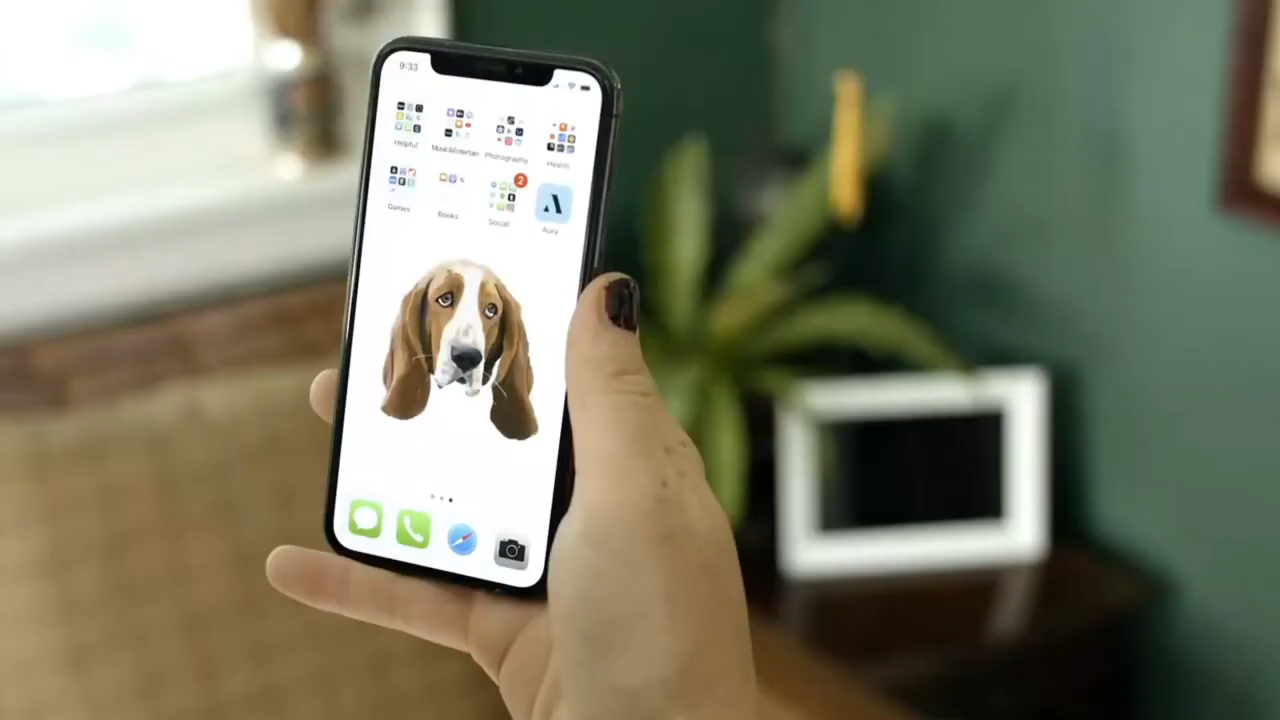 9:33
Helpful
Music&Entertain
Photography
Health
Games
Books
2
Social
Aura